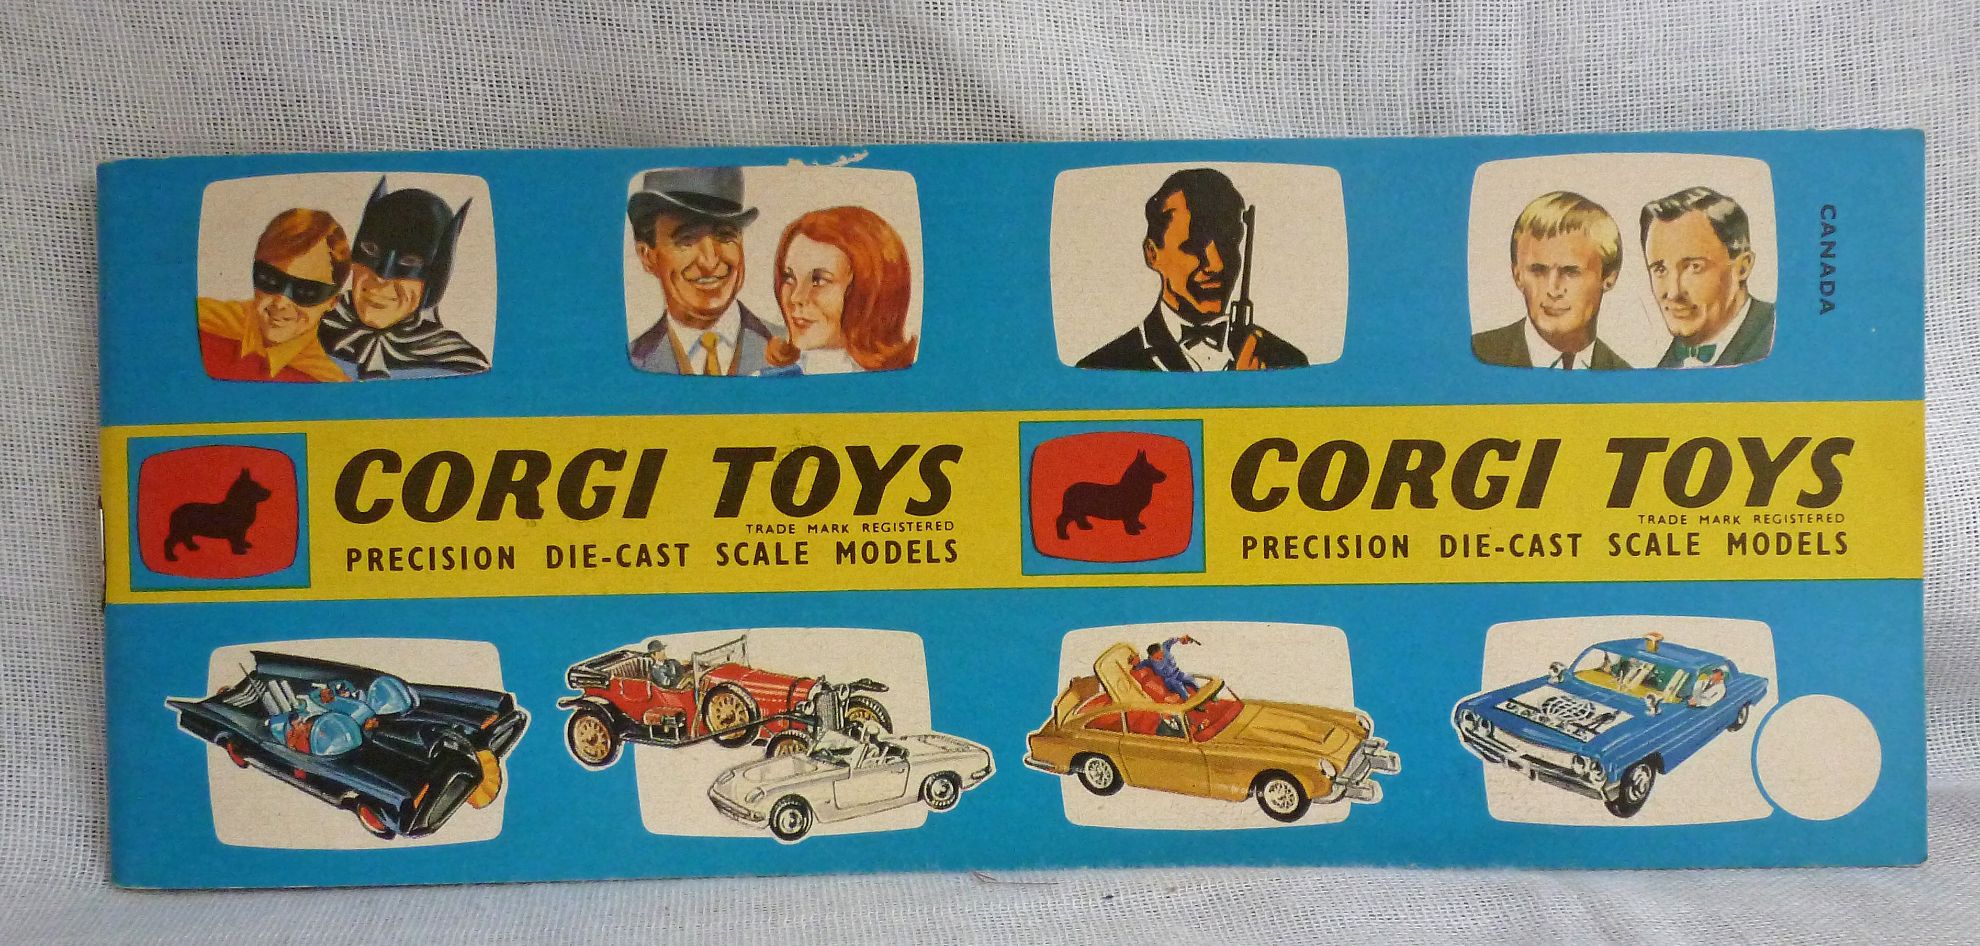 CANADA
CORGI TOYS
TRADE MARK REGISTERED
PRECISION DIE-CAST SCALE MODELS
CORGI TOYS
TRADE MARK REGISTERED
PRECISION DIE-CAST SCALE MODELS